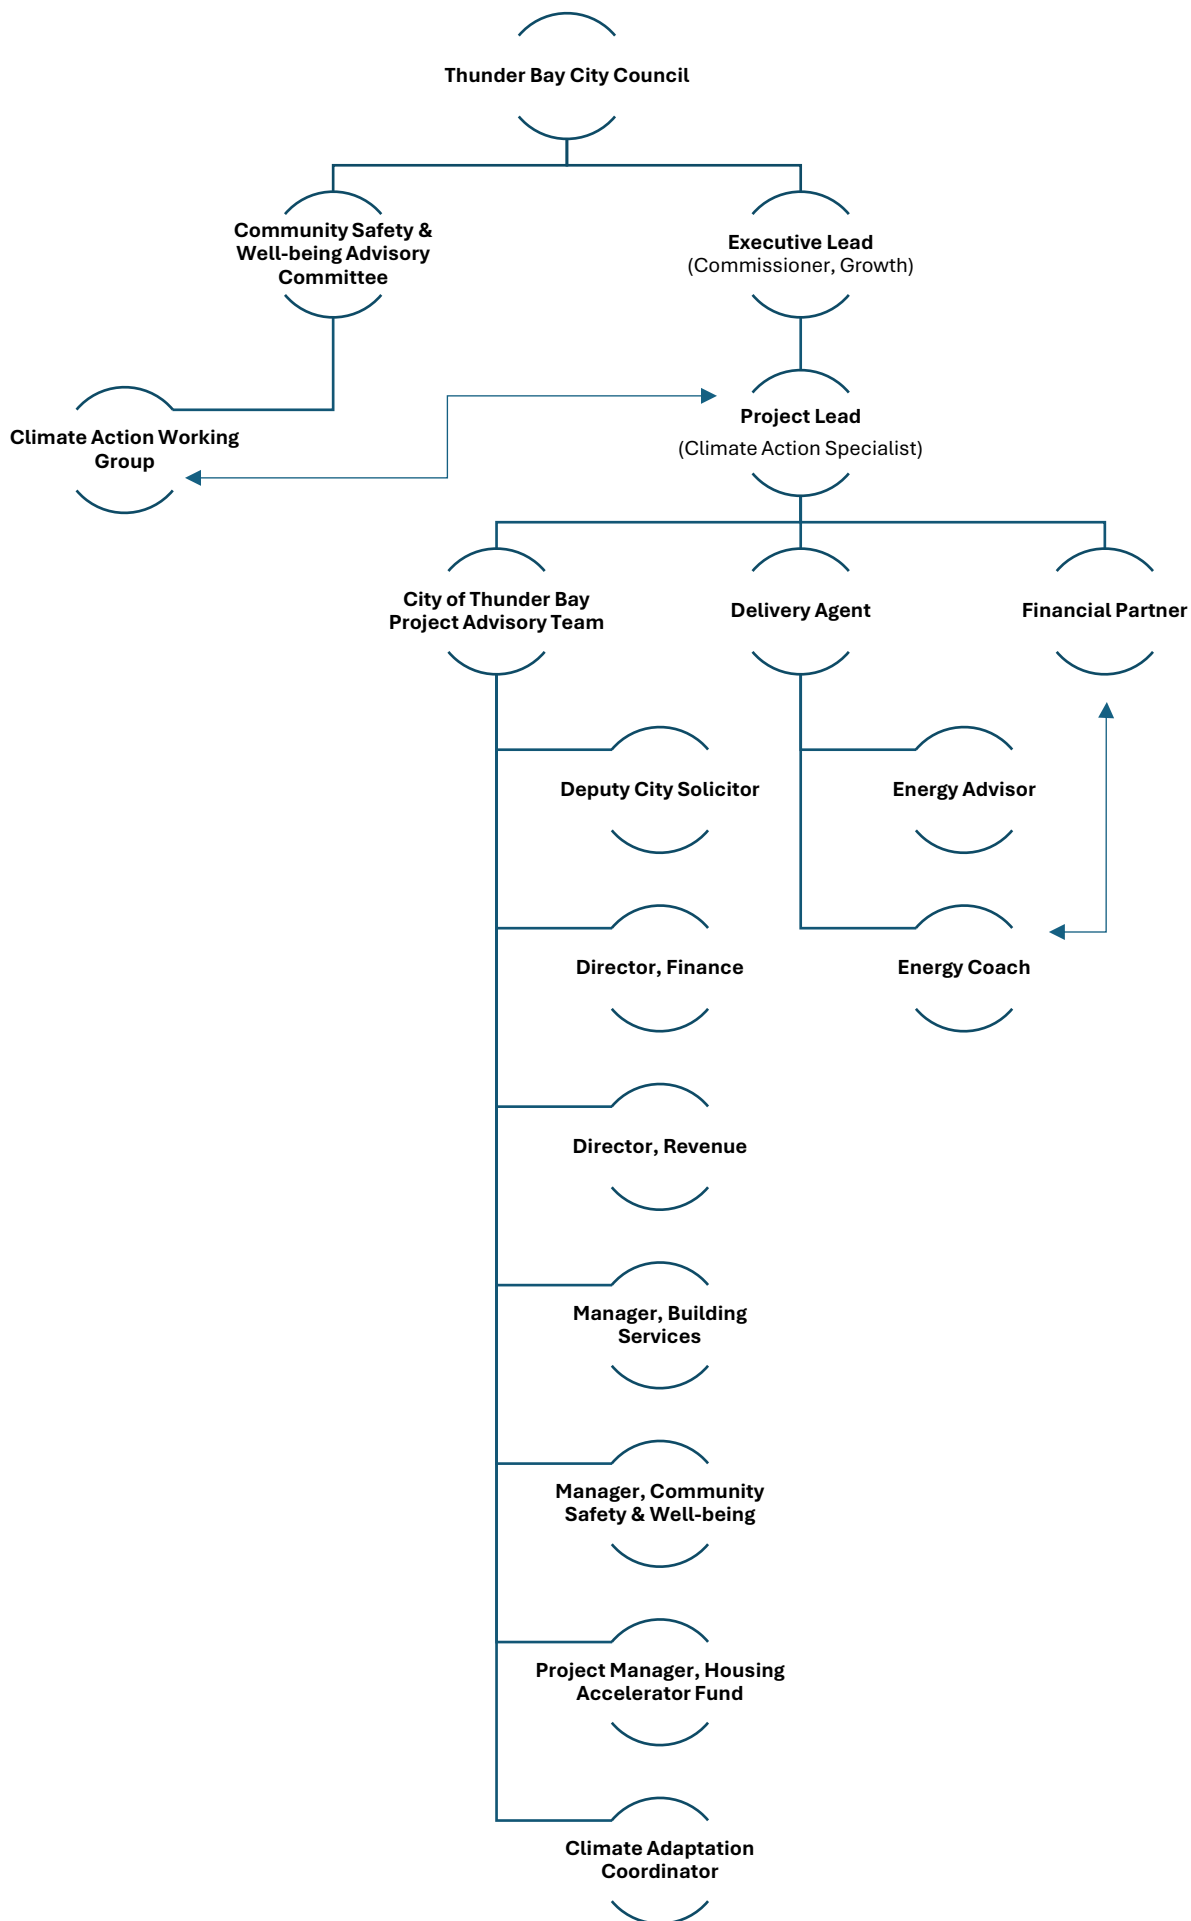 Thunder Bay City Council
Community Safety &
Well-being Advisory
Committee
Executive Lead
(Commissioner, Growth)
Climate Action Working
Group
Project Lead
(Climate Action Specialist)
City of Thunder Bay
Project Advisory Team
Delivery Agent
Financial Partner
Deputy City Solicitor
Energy Advisor
Director, Finance
Energy Coach
Director, Revenue
Manager, Building
Services
Manager, Community
Safety & Well-being
Project Manager, Housing
Accelerator Fund
Climate Adaptation
Coordinator